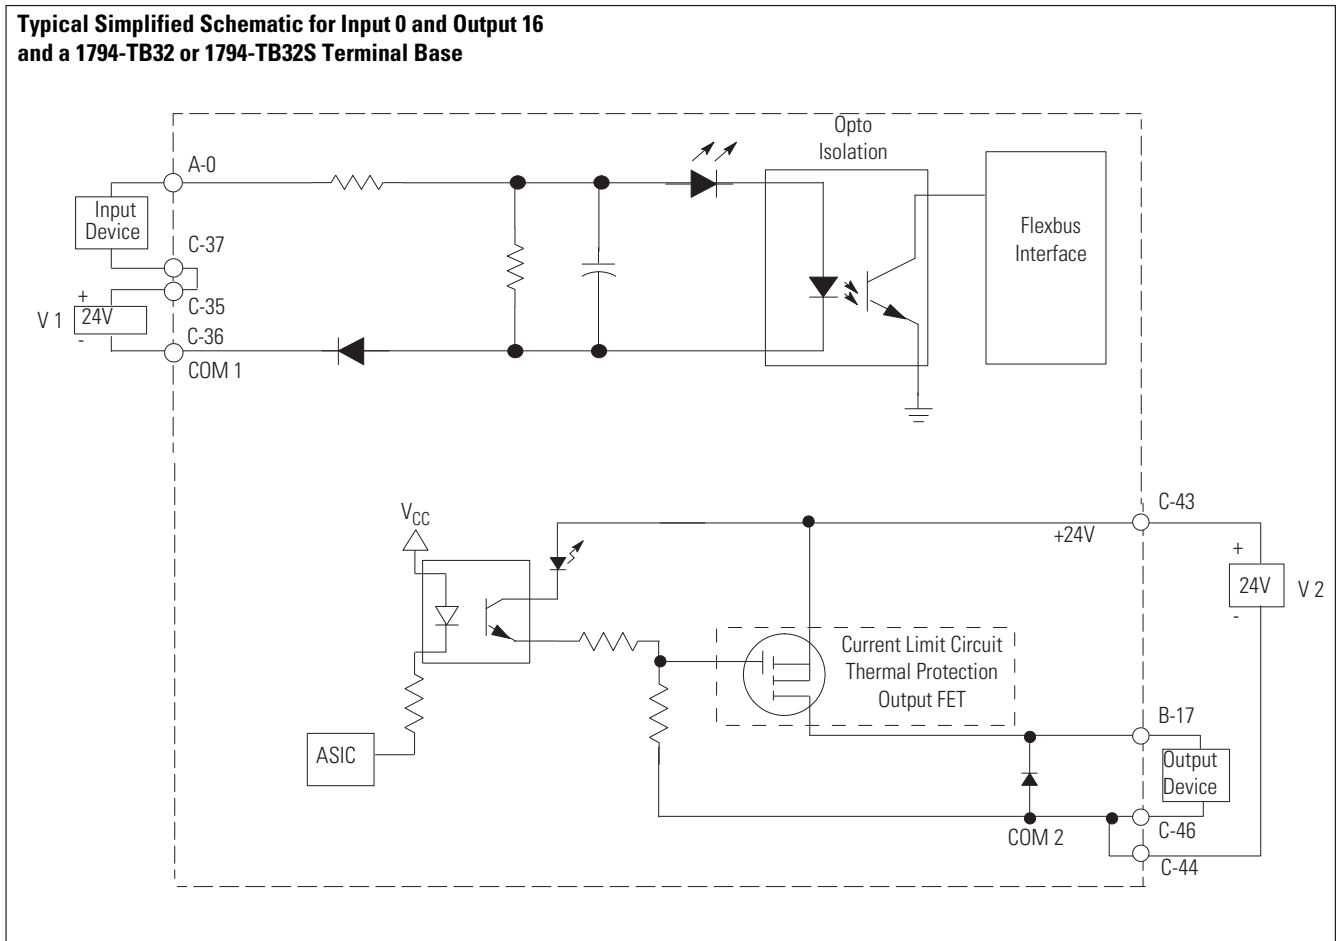 Typical Simplified Schematic for Input 0 and Output 16
and a 1794-TB32 or 1794-TB32S Terminal Base
Opto
Isolation
A-0
Input
Device
C-37
Flexbus
Interface
+
V 1
24V
-
C-35
C-36
COM 1
VCC
C-43
+24V
+
24V
V 2
-
Current Limit Circuit
Thermal Protection
Output FET
B-17
ASIC
Output
Device
COM 2
C-46
C-44